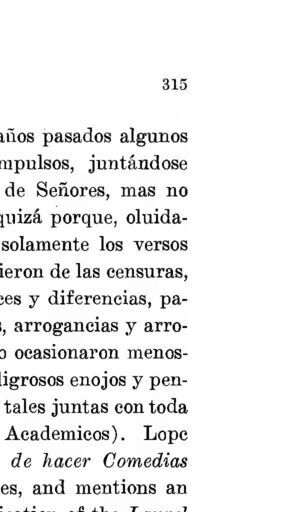 315
años pasados algunos
mpulsos, juntándose
de Señores, mas no
quizá porque, oluida-
solamente los versos
ieron de las censuras,
ces y diferencias, pa-
s, arrogancias y arro-
o ocasionaron menos-
ligrosos enojos y pen-
tales juntas con toda
Academicos). Lope
de hacer Comedias
es, and mentions an
ication of the Laurel